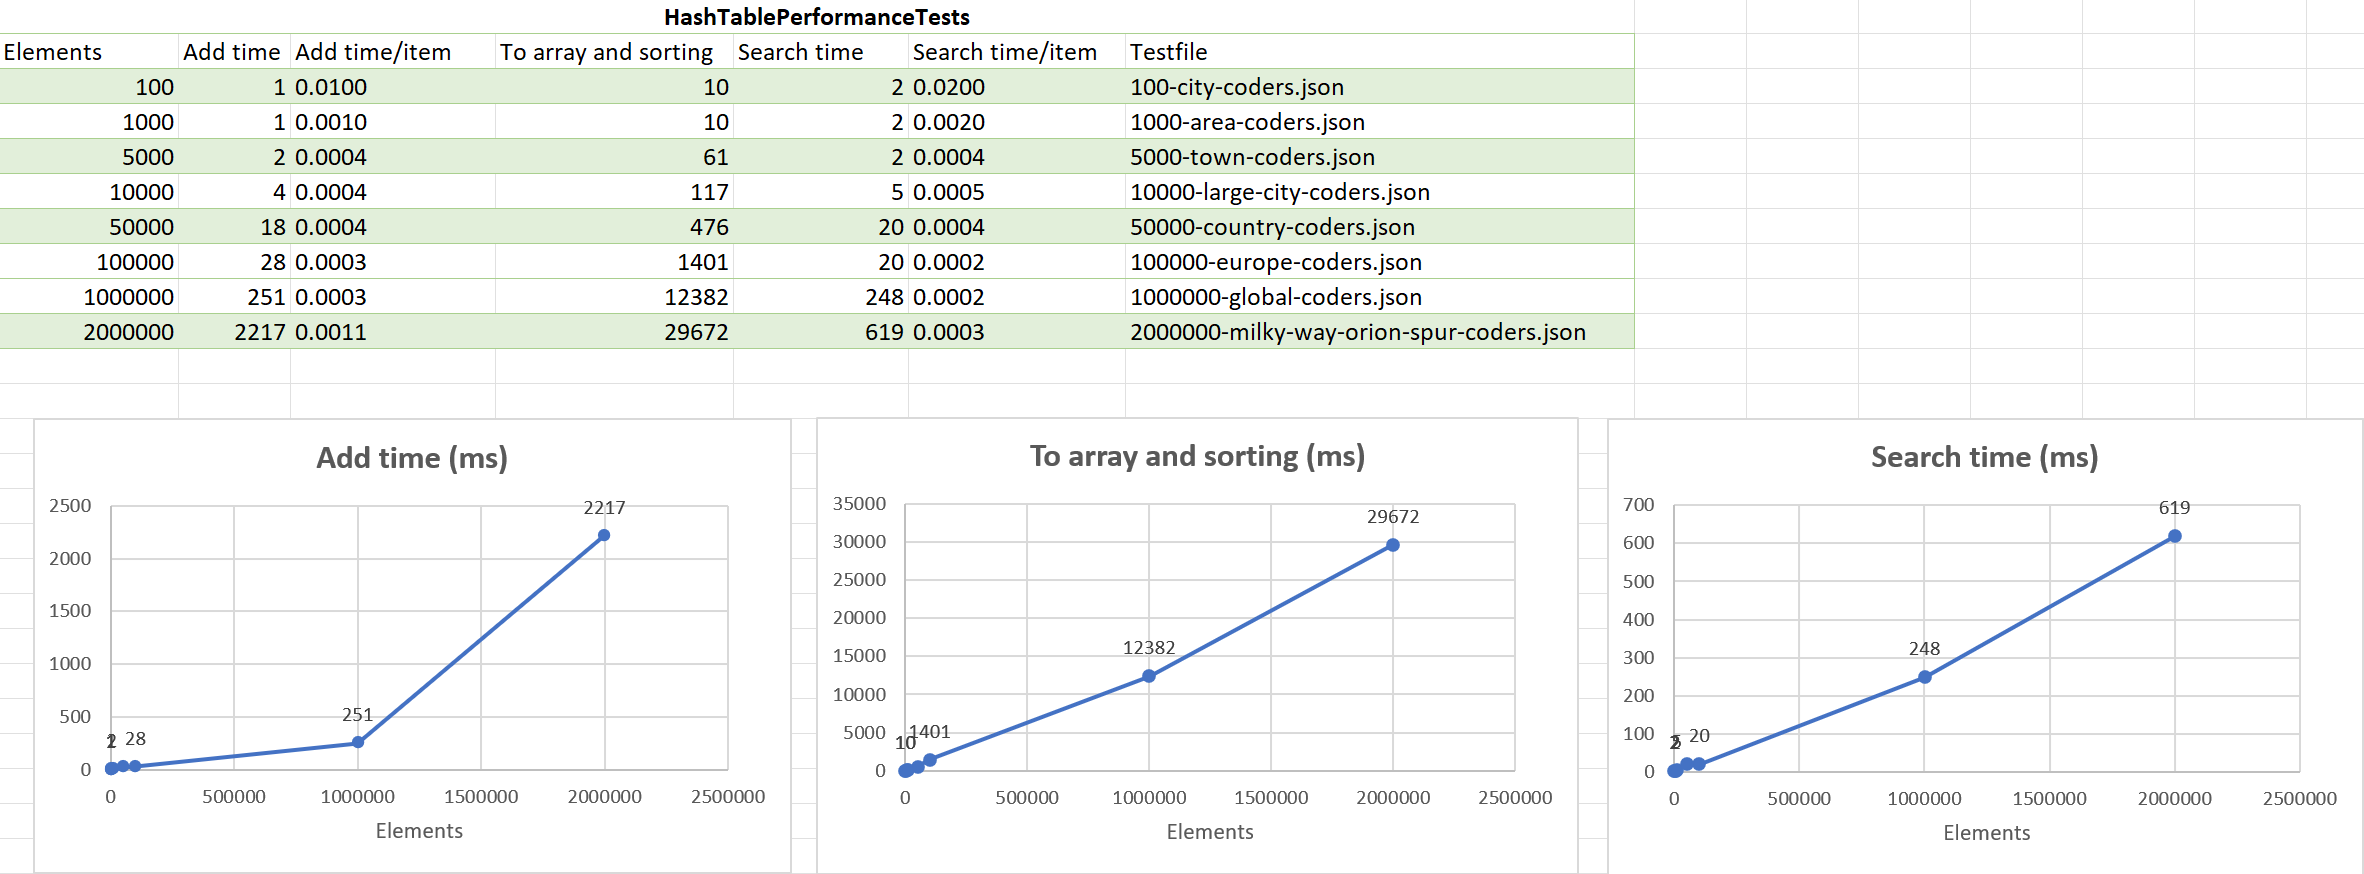 HashTablePerformanceTests
Elements Add time Add time/item To array and sorting Search time Search time/item Testfile
100 1 0.0100 10 2 0.0200 100-city-coders.json
1000 1 0.0010 10 2 0.0020 1000-area-coders.json
5000 2 0.0004 61 2 0.0004 5000-town-coders.json
10000 4 0.0004 117 5 0.0005 10000-large-city-coders.json
50000 18 0.0004 476 20 0.0004 50000-country-coders.json
100000 28 0.0003 1401 20 0.0002 100000-europe-coders.json
1000000 251 0.0003 12382 248 0.0002 1000000-global-coders.json
2000000 2217 0.0011 29672 619 0.0003 2000000-milky-way-orion-spur-coders.json
Add time (ms)
2500
2000
1500
1000
500
0
28
251
2217
0 500000 1000000 1500000 2000000 2500000
Elements
To array and sorting (ms)
35000
30000
25000
20000
15000
10000
5000
0
10
1401
12382
29672
0 500000 1000000 1500000 2000000 2500000
Elements
Search time (ms)
700
600
500
400
300
200
100
0
20
248
619
0 500000 1000000 1500000 2000000 2500000
Elements